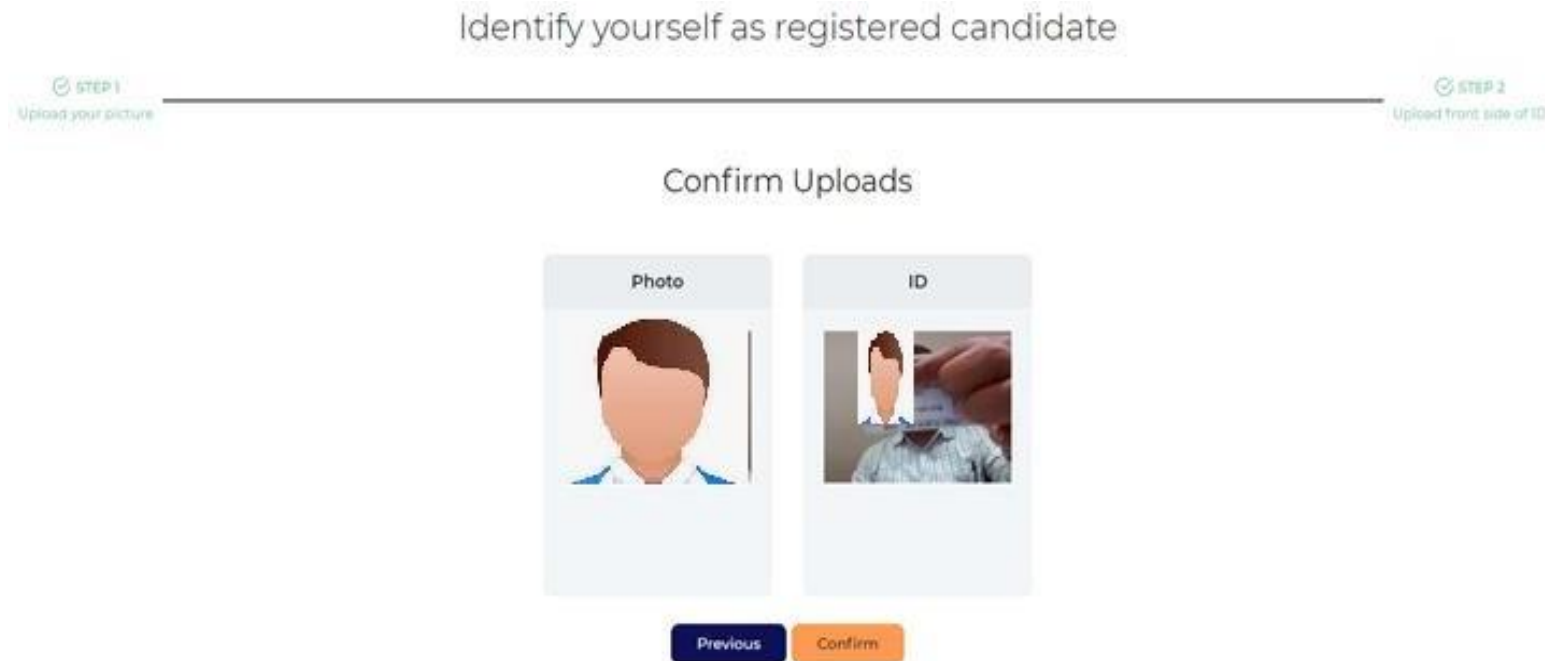 Identify yourself as registered candidate
STEP 1
Upload your picture
STEP 2
Upload front side of ID
Confirm Uploads
Photo
ID
Previous
Confirm